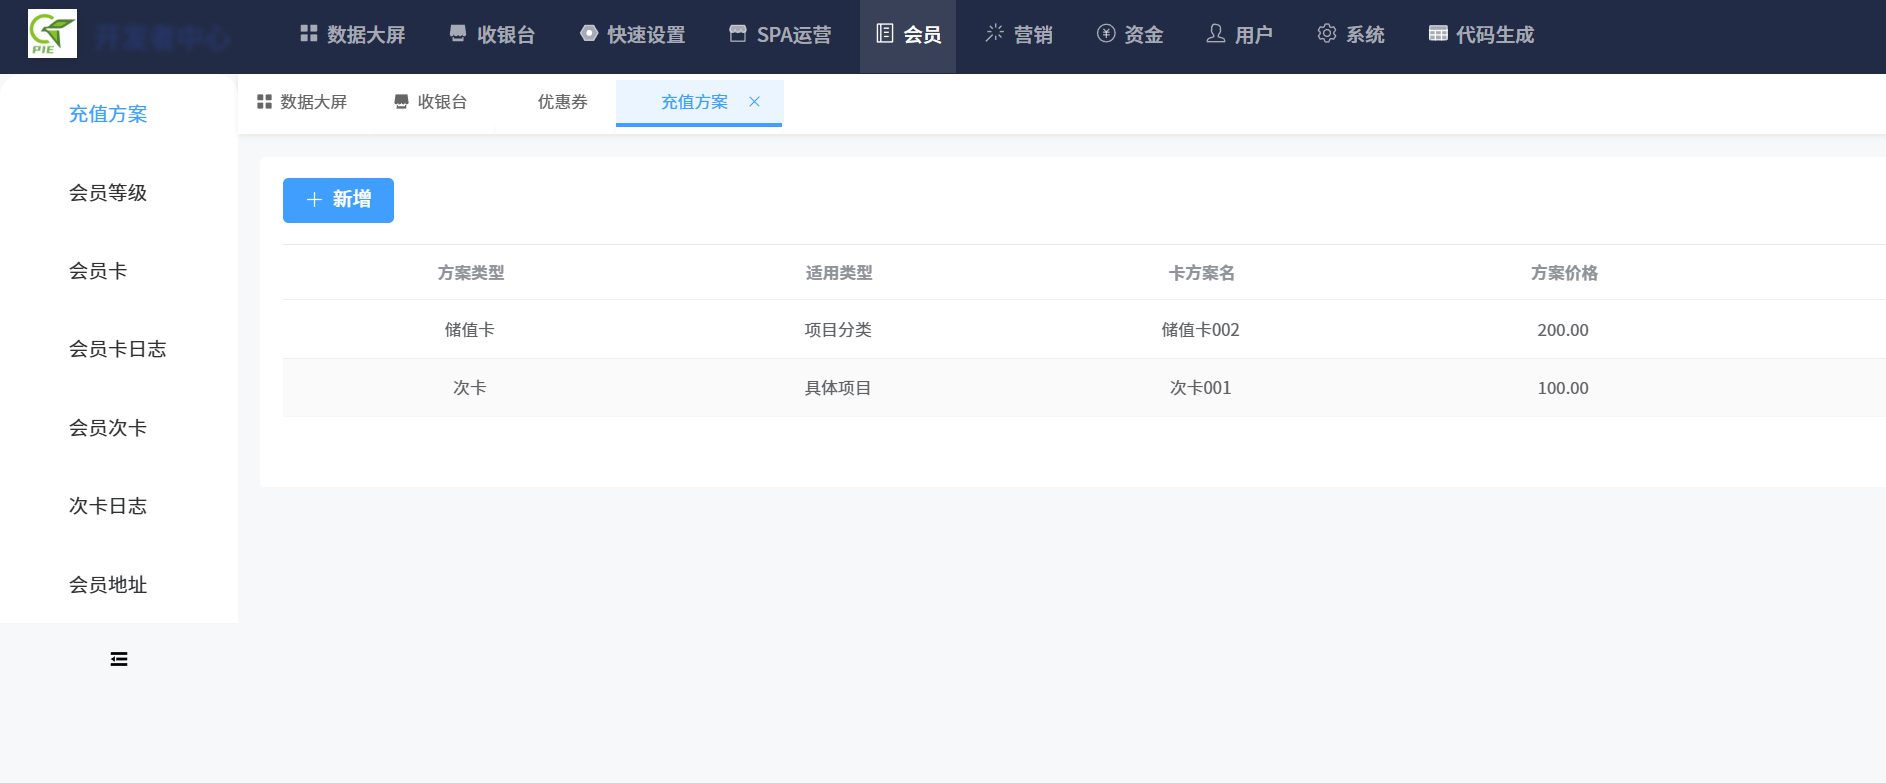 PIE
开发者中心
数据大屏 收银台 快速设置 SPA运营 会员 营销 资金 用户 系统 代码生成
数据大屏 收银台 优惠券 充值方案
充值方案
会员等级
会员卡
会员卡日志
会员次卡
次卡日志
会员地址
新增
方案类型 适用类型 卡方案名 方案价格
储值卡 项目分类 储值卡002 200.00
次卡 具体项目 次卡001 100.00